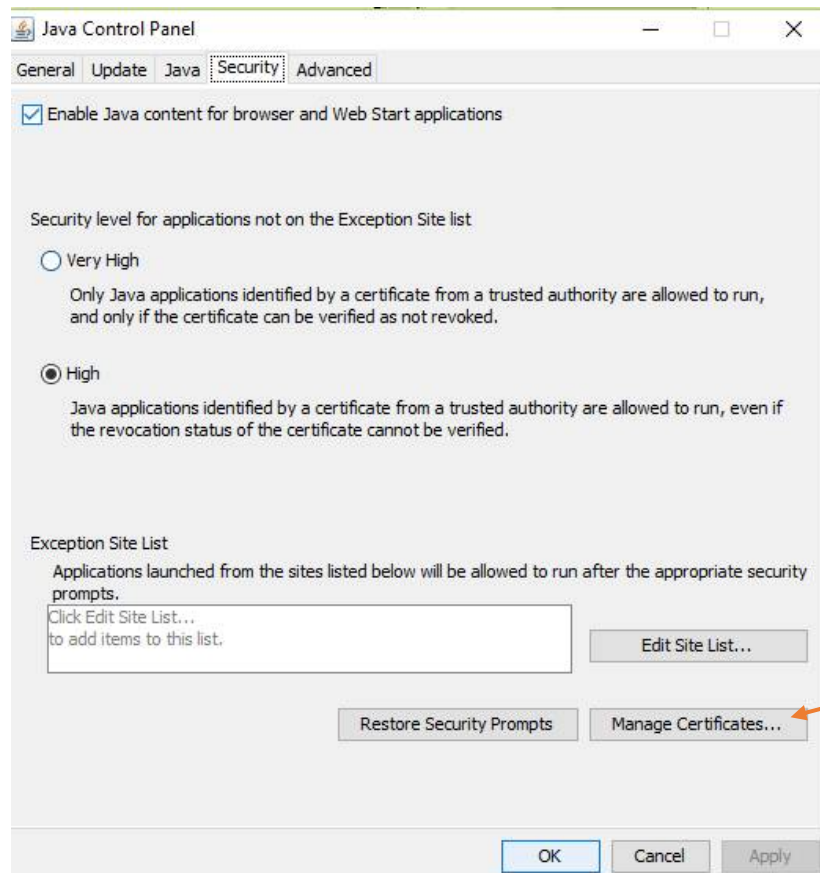 Java Control Panel
General Update Java Security Advanced
Enable Java content for browser and Web Start applications
Security level for applications not on the Exception Site list
Very High
Only Java applications identified by a certificate from a trusted authority are allowed to run,
and only if the certificate can be verified as not revoked.
High
Java applications identified by a certificate from a trusted authority are allowed to run, even if
the revocation status of the certificate cannot be verified.
Exception Site List
Applications launched from the sites listed below will be allowed to run after the appropriate security
prompts.
Click Edit Site List...
to add items to this list.
Edit Site List...
Restore Security Prompts Manage Certificates...
OK Cancel Apply